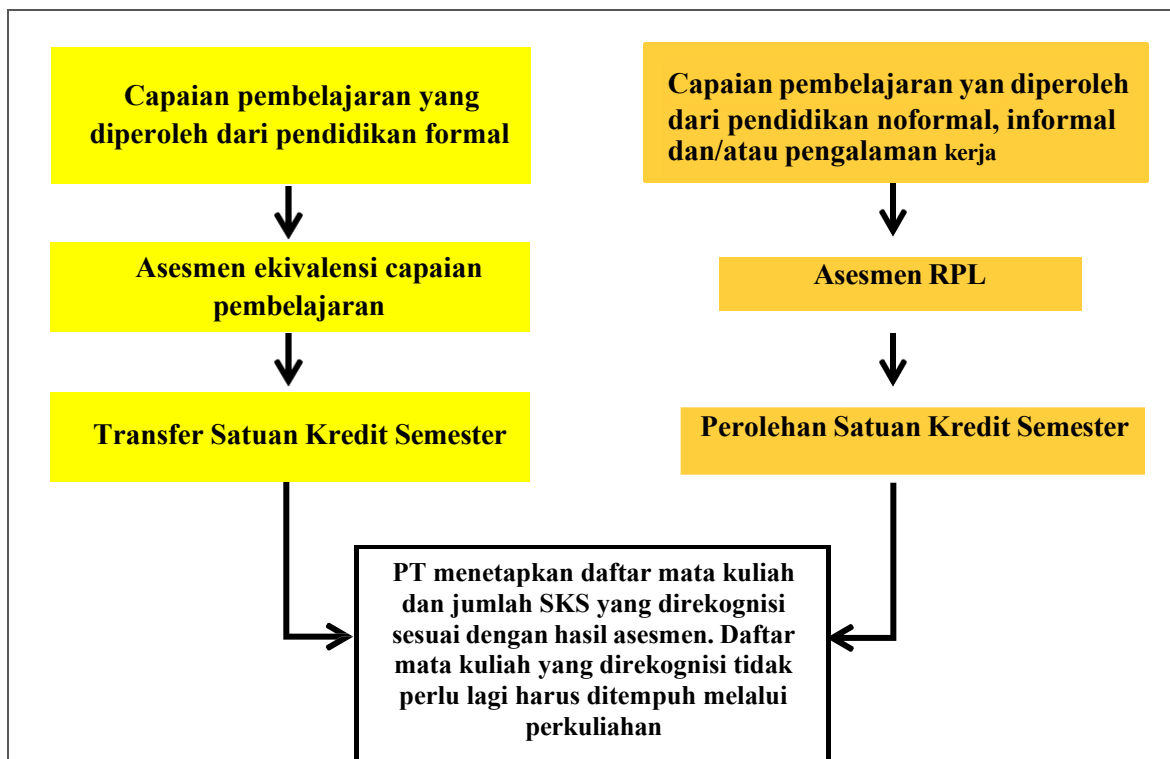 Capaian pembelajaran yang
diperoleh dari pendidikan formal
Asesmen ekivalensi capaian
pembelajaran
Transfer Satuan Kredit Semester
Capaian pembelajaran yan diperoleh
dari pendidikan noformal, informal
dan/atau pengalaman kerja
Asesmen RPL
Perolehan Satuan Kredit Semester
PT menetapkan daftar mata kuliah
dan jumlah SKS yang direkognisi
sesuai dengan hasil asesmen. Daftar
mata kuliah yang direkognisi tidak
perlu lagi harus ditempuh melalui
perkuliahan